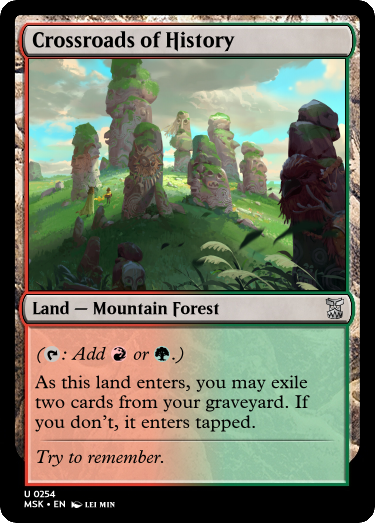 Crossroads of History
Land — Mountain Forest
(: Add or .)
As this land enters, you may exile
two cards from your graveyard. If
you don't, it enters tapped.
Try to remember.
U 0254
MSK • EN LEI MIN